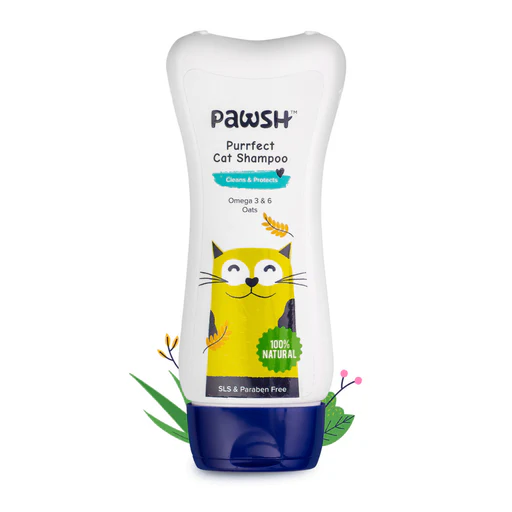 PAWSH™
Purrfect
Cat Shampoo
Cleans & Protects
Omega 3 & 6
Oats
100%
NATURAL
SLS & Paraben Free